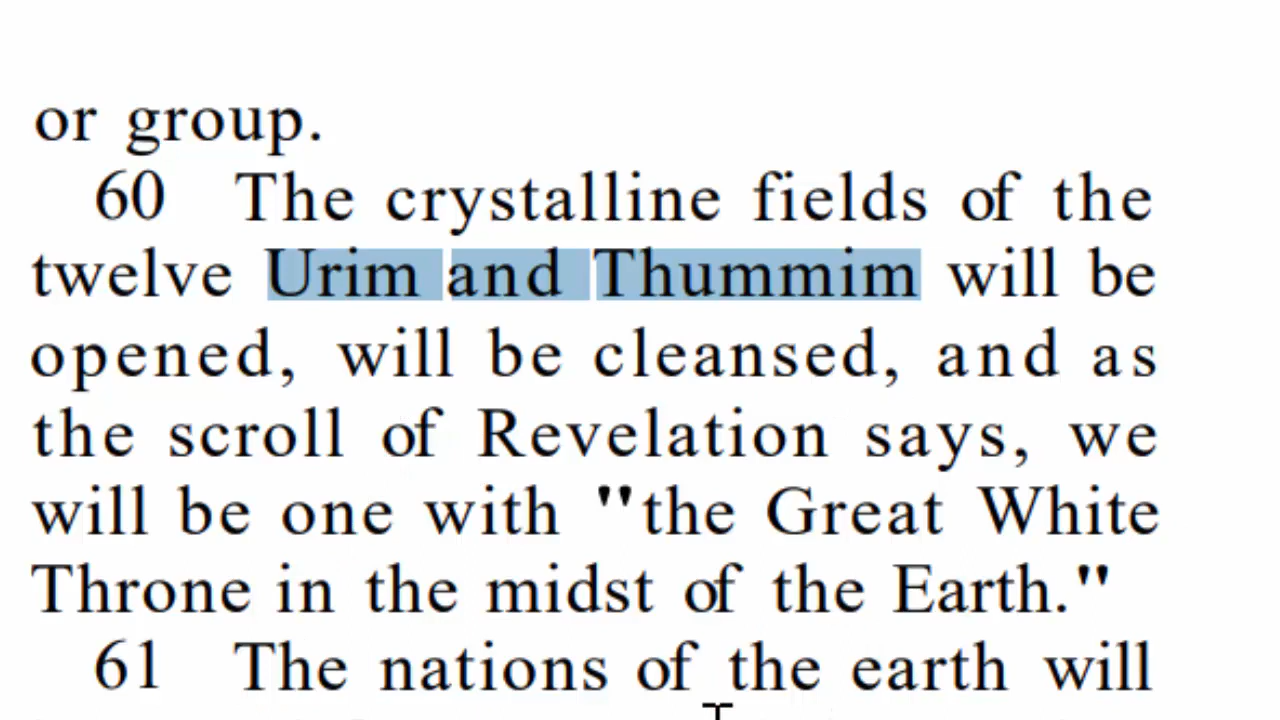 or group.
60 The crystalline fields of the
twelve Urim and Thummim will be
opened, will be cleansed, and as
the scroll of Revelation says, we
will be one with "the Great White
Throne in the midst of the Earth."
61 The nations of the earth will